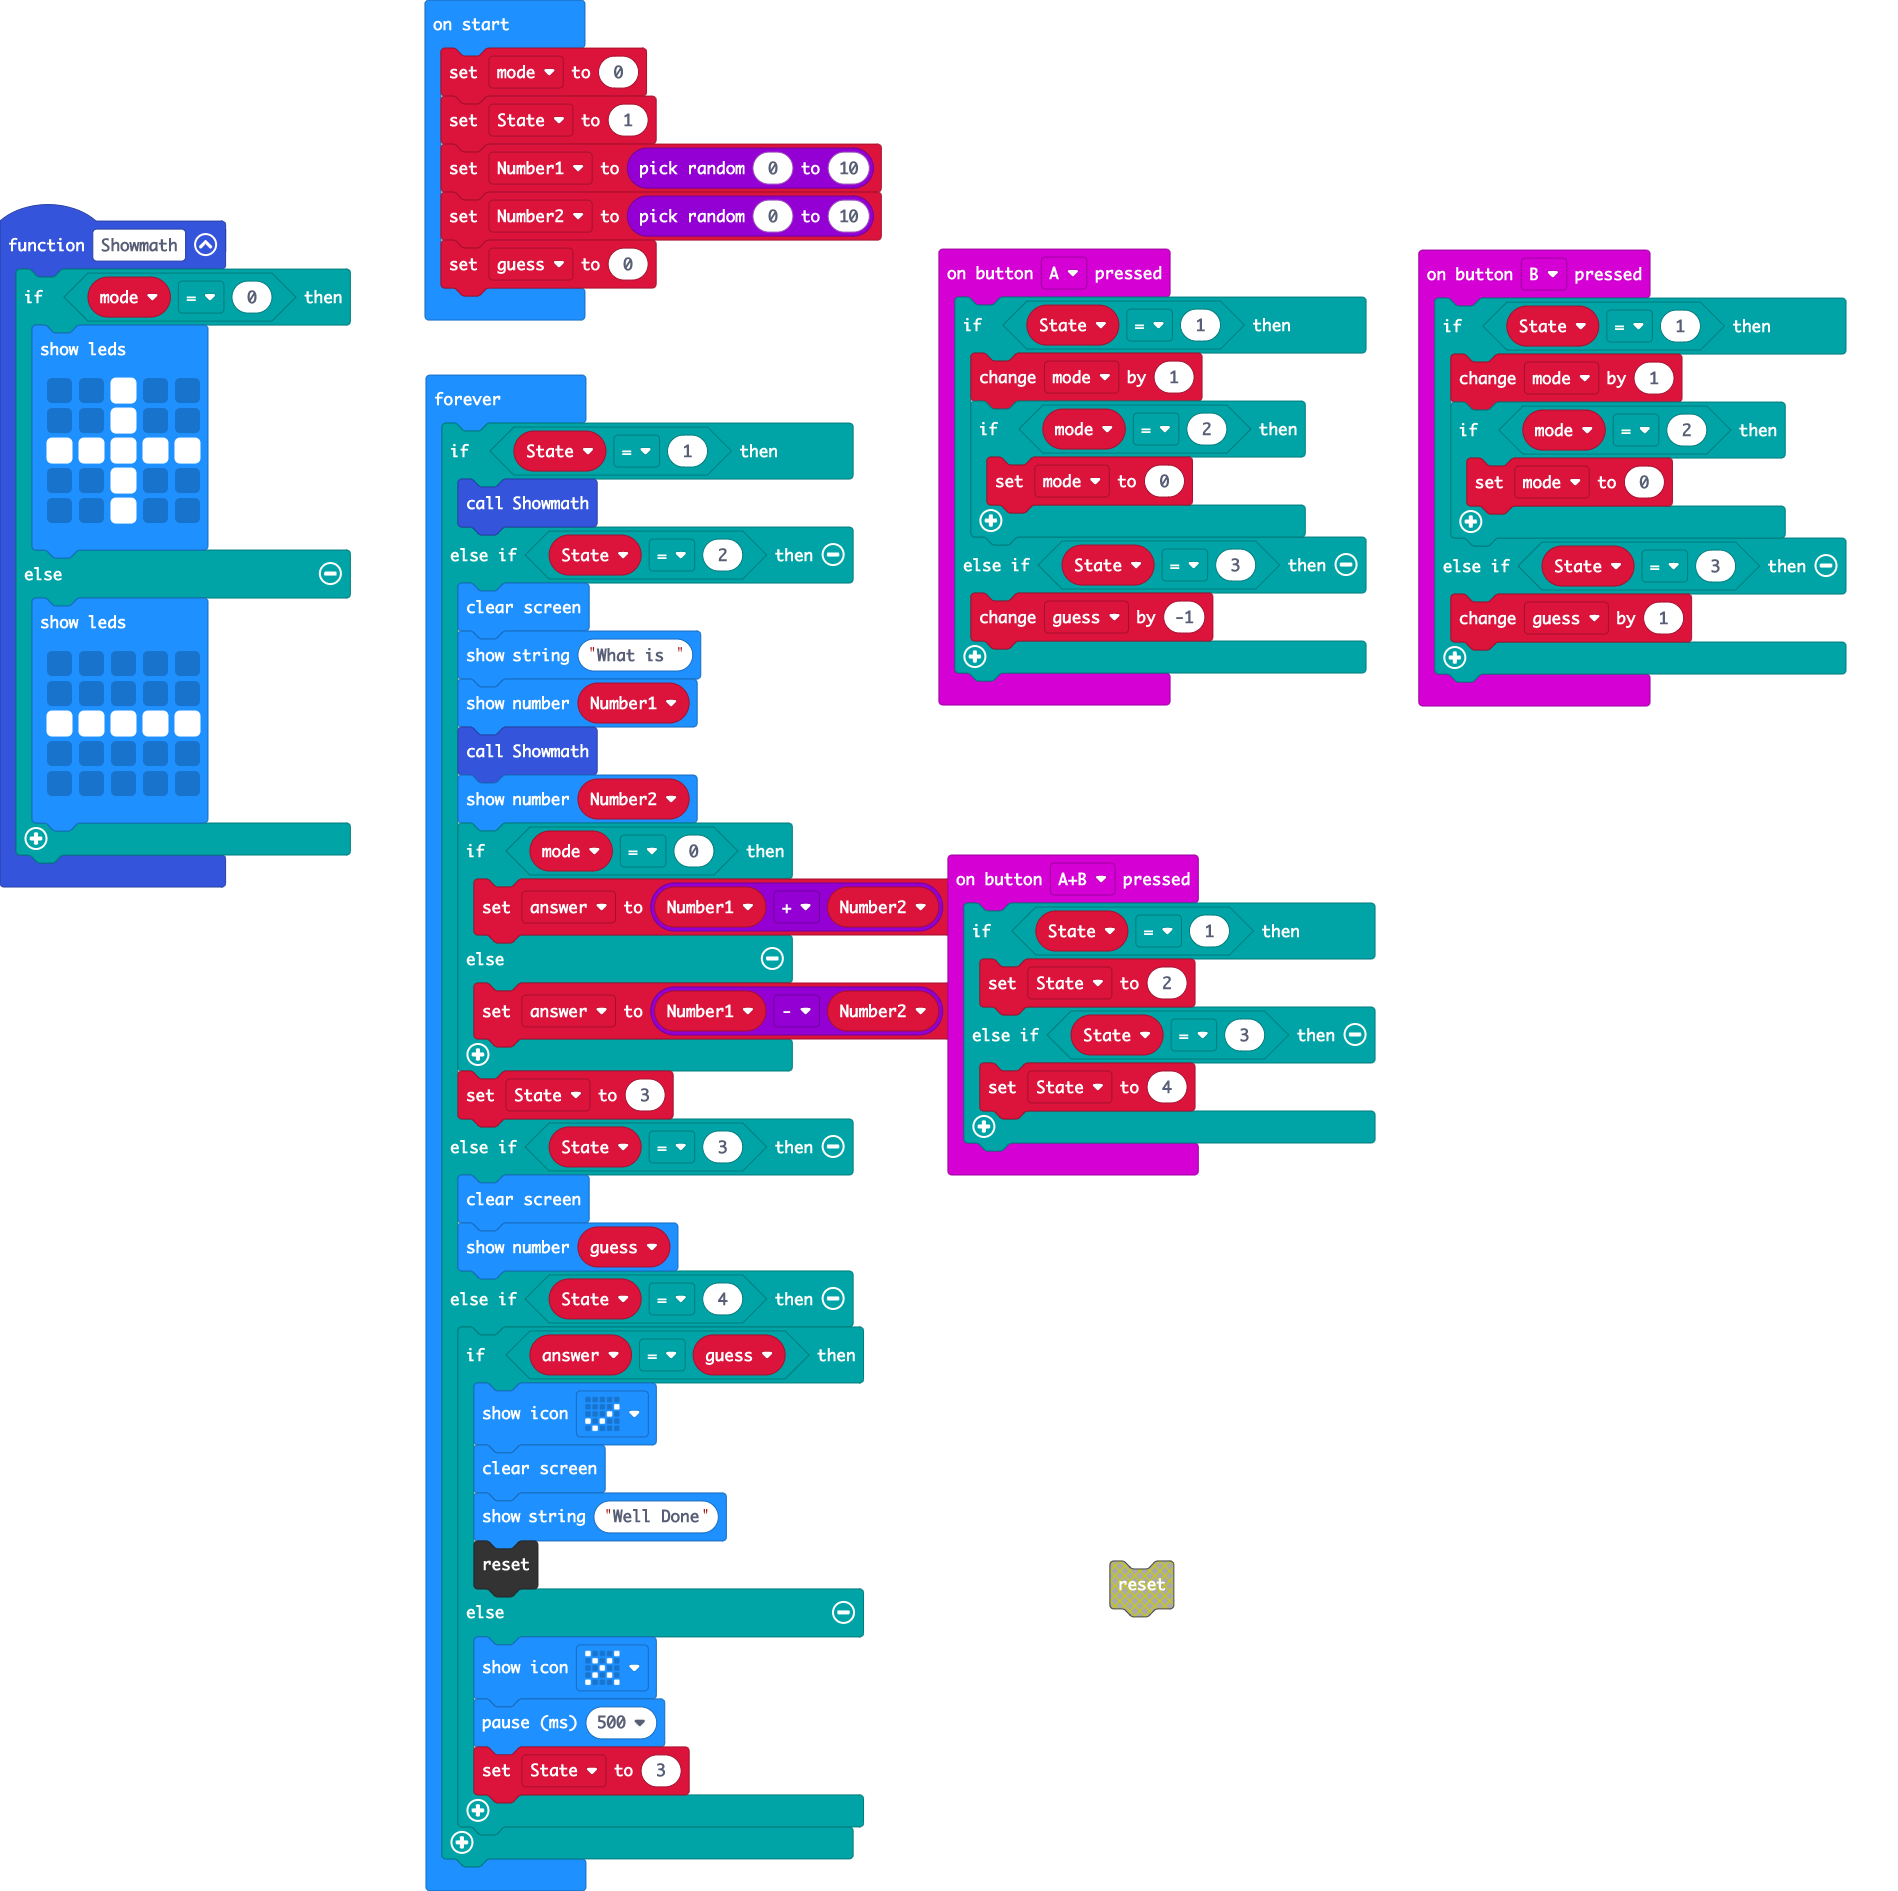 on start
set mode to 0
set State to 1
set Number1 to pick random 0 to 10
set Number2 to pick random 0 to 10
set guess to 0
function Showmath
if mode = 0 then
show leds
else
show leds
forever
if State = 1 then
call Showmath
else if State = 2 then
clear screen
show string "What is "
show number Number1
call Showmath
show number Number2
if mode = 0 then
set answer to Number1 + Number2
else
set answer to Number1 - Number2
set State to 3
else if State = 3 then
clear screen
show number guess
else if State = 4 then
if answer = guess then
show icon
clear screen
show string "Well Done"
reset
else
show icon
pause (ms) 500
set State to 3
on button A pressed
if State = 1 then
change mode by 1
if mode = 2 then
set mode to 0
else if State = 3 then
change guess by -1
on button B pressed
if State = 1 then
change mode by 1
if mode = 2 then
set mode to 0
else if State = 3 then
change guess by 1
on button A+B pressed
if State = 1 then
set State to 2
else if State = 3 then
set State to 4
reset